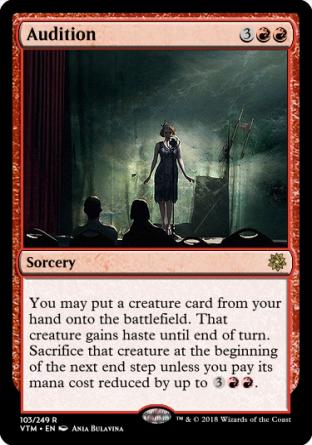 Audition 3
Sorcery
You may put a creature card from your
hand onto the battlefield. That
creature gains haste until end of turn.
Sacrifice that creature at the beginning
of the next end step unless you pay its
mana cost reduced by up to 3.
103/249 R
VTM • EN Ania Bulavina
™ & © 2018 Wizards of the Coast